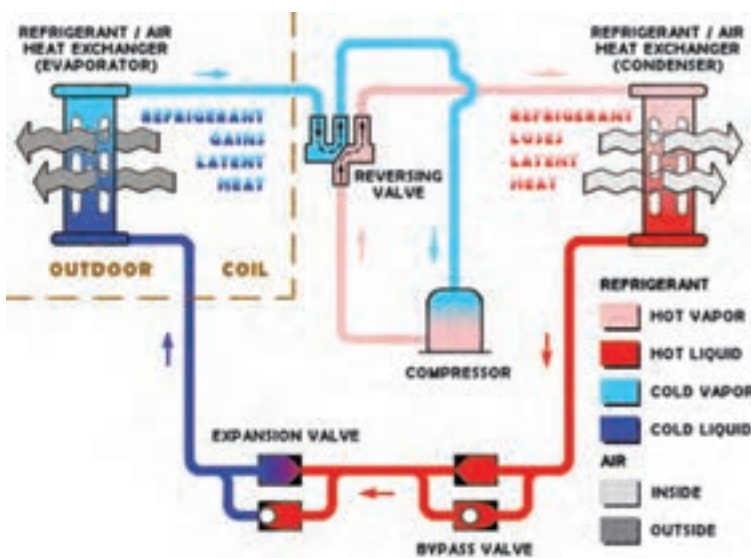 REFRIGERANT / AIR
HEAT EXCHANGER
(EVAPORATOR)
REFRIGERANT / AIR
HEAT EXCHANGER
(CONDENSER)
REFRIGERANT
GAINS
LATENT
HEAT
REFRIGERANT
LOSES
LATENT
HEAT
REVERSING
VALVE
OUTDOOR COIL
COMPRESSOR
EXPANSION VALVE
BYPASS VALVE
REFRIGERANT
HOT VAPOR
HOT LIQUID
COLD VAPOR
COLD LIQUID
AIR
INSIDE
OUTSIDE